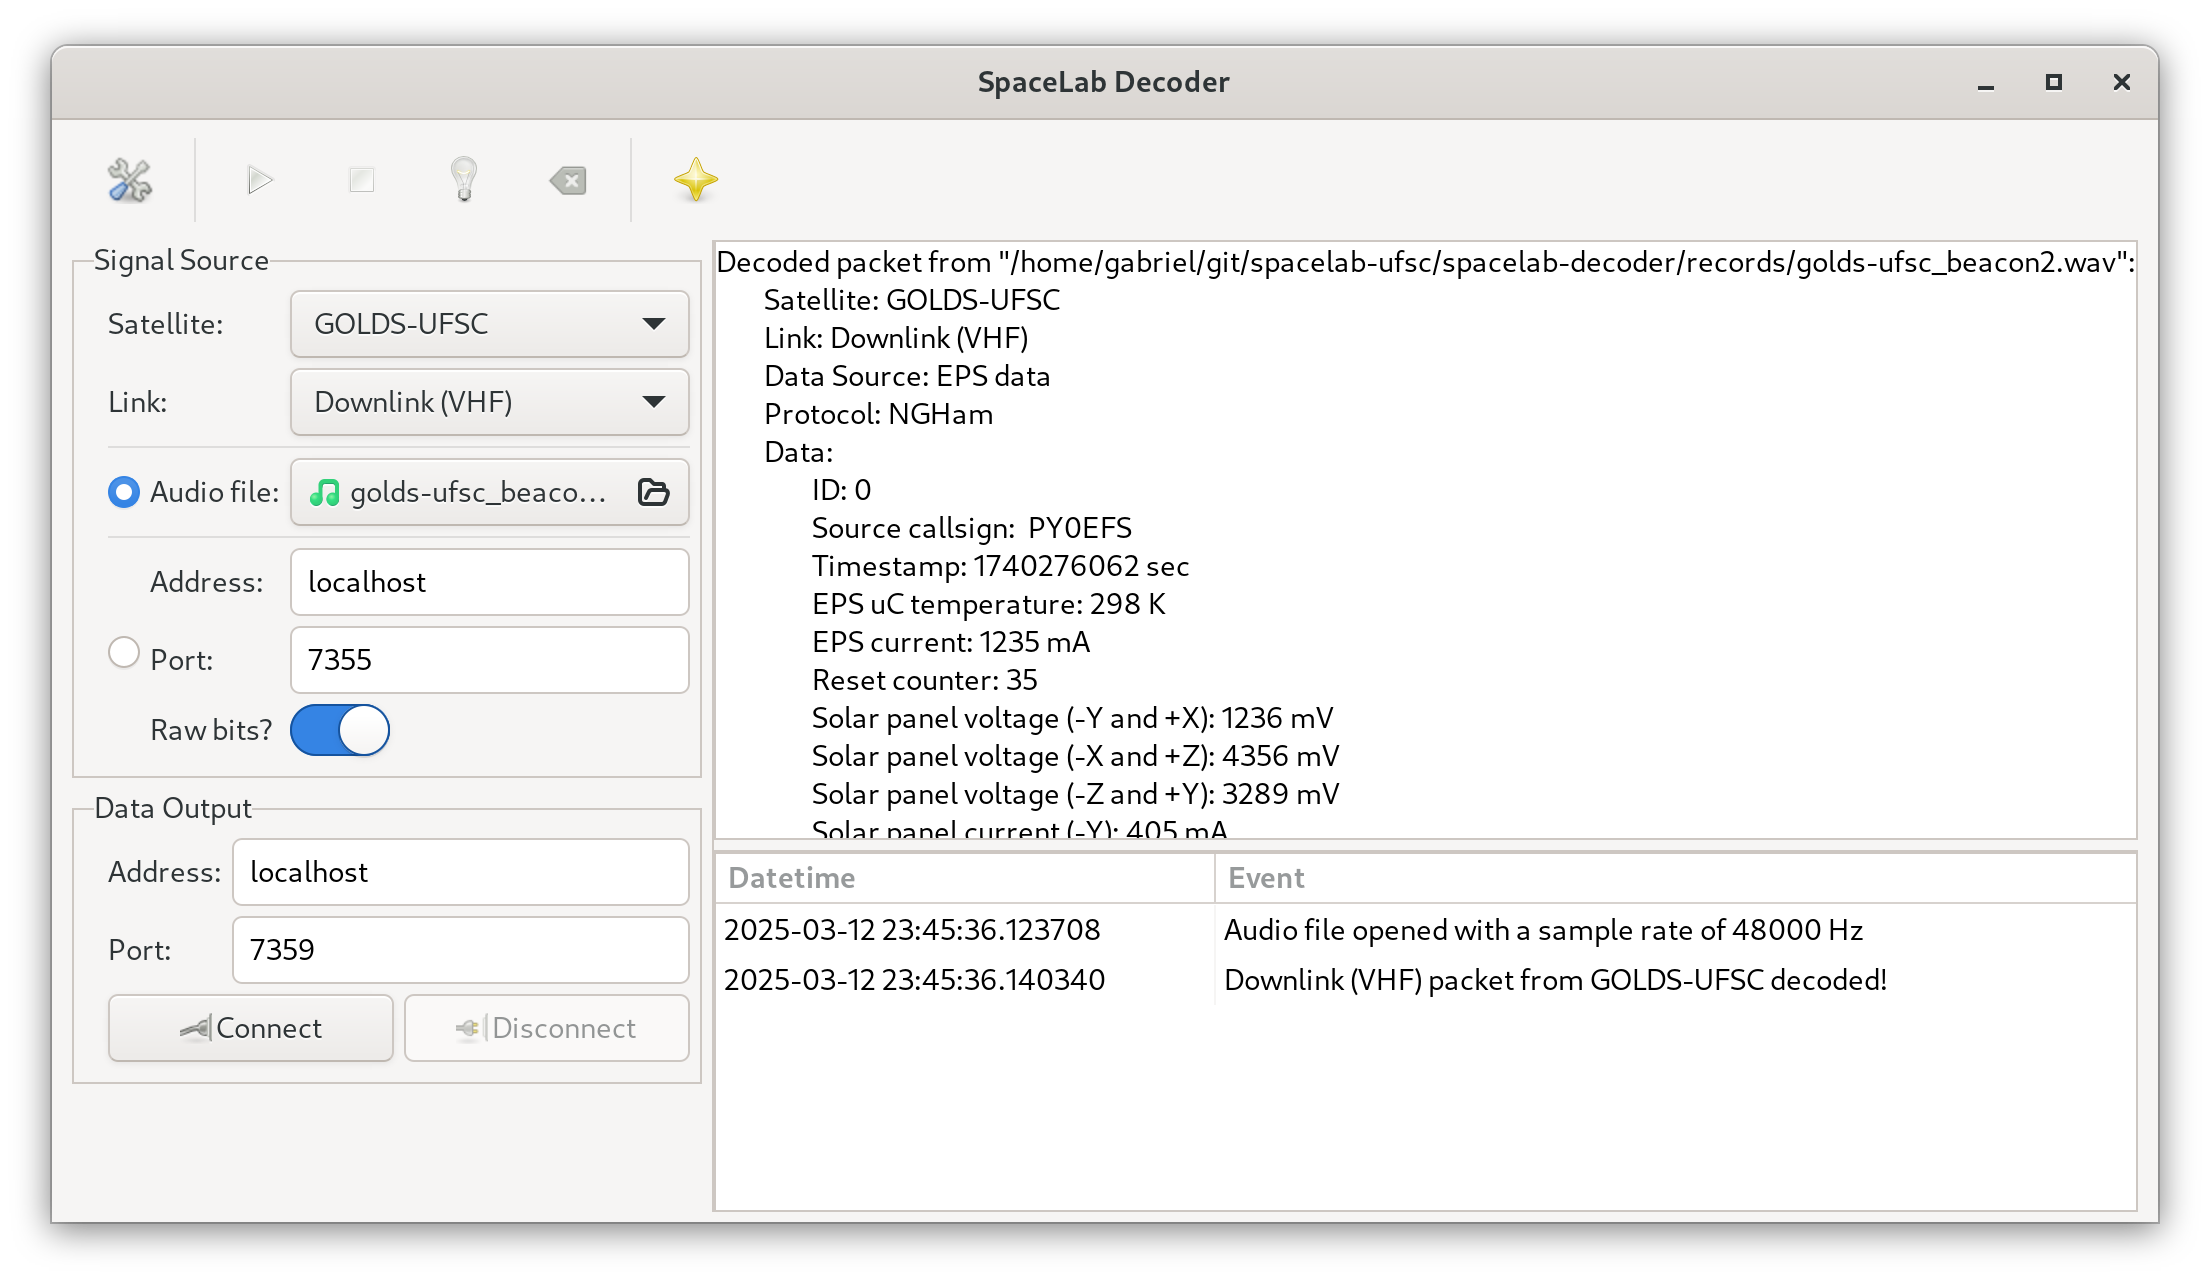 SpaceLab Decoder
Signal Source
Satellite: GOLDS-UFSC
Link: Downlink (VHF)
Audio file: golds-ufsc_beaco...
Address: localhost
Port: 7355
Raw bits?
Data Output
Address: localhost
Port: 7359
Connect Disconnect
Decoded packet from "/home/gabriel/git/spacelab-ufsc/spacelab-decoder/records/golds-ufsc_beacon2.wav":
Satellite: GOLDS-UFSC
Link: Downlink (VHF)
Data Source: EPS data
Protocol: NGHam
Data:
ID: 0
Source callsign:  PY0EFS
Timestamp: 1740276062 sec
EPS uC temperature: 298 K
EPS current: 1235 mA
Reset counter: 35
Solar panel voltage (-Y and +X): 1236 mV
Solar panel voltage (-X and +Z): 4356 mV
Solar panel voltage (-Z and +Y): 3289 mV
Solar panel current (-Y): 405 mA
Datetime Event
2025-03-12 23:45:36.123708 Audio file opened with a sample rate of 48000 Hz
2025-03-12 23:45:36.140340 Downlink (VHF) packet from GOLDS-UFSC decoded!